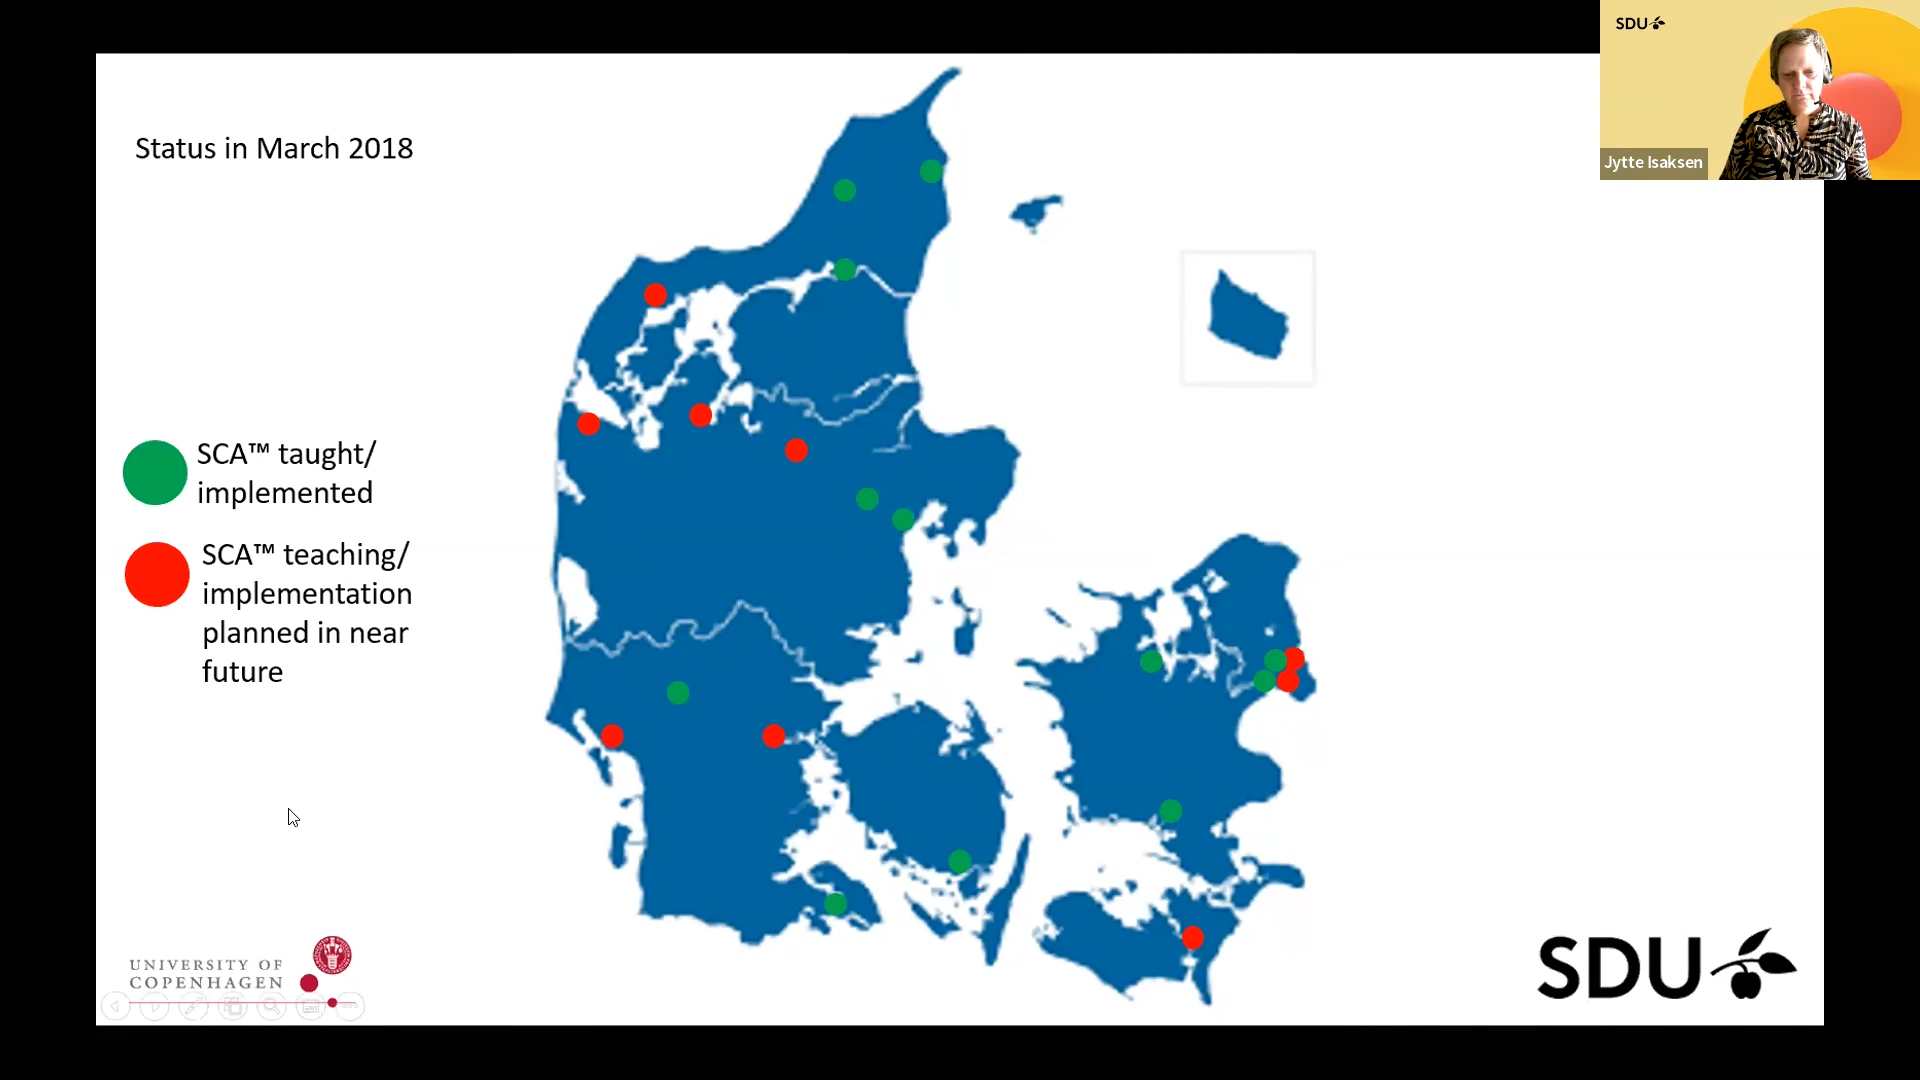 SDU
Jytte Isaksen
Status in March 2018
SCA™ taught/
implemented
SCA™ teaching/
implementation
planned in near
future
UNIVERSITY OF
COPENHAGEN
SDU